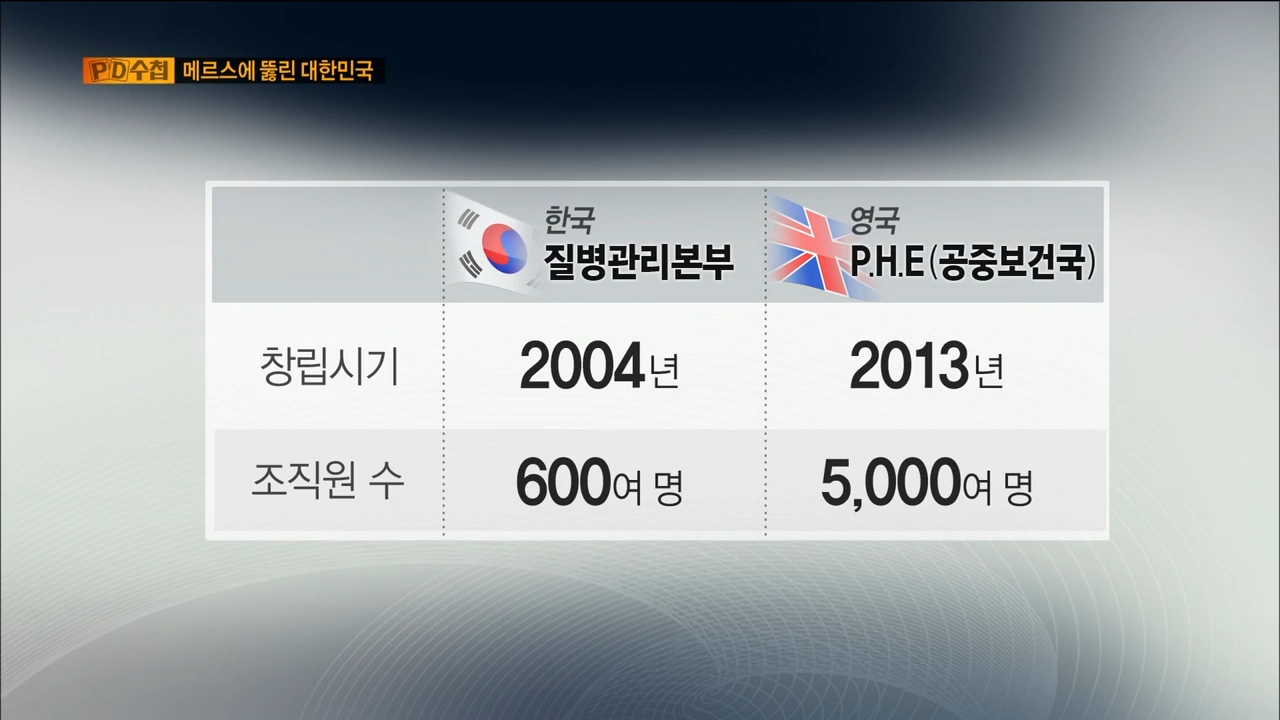 PD수첩 메르스에 뚫린 대한민국
한국
질병관리본부
영국
P.H.E(공중보건국)
창립시기 2004년 2013년
조직원 수 600여 명 5,000여 명